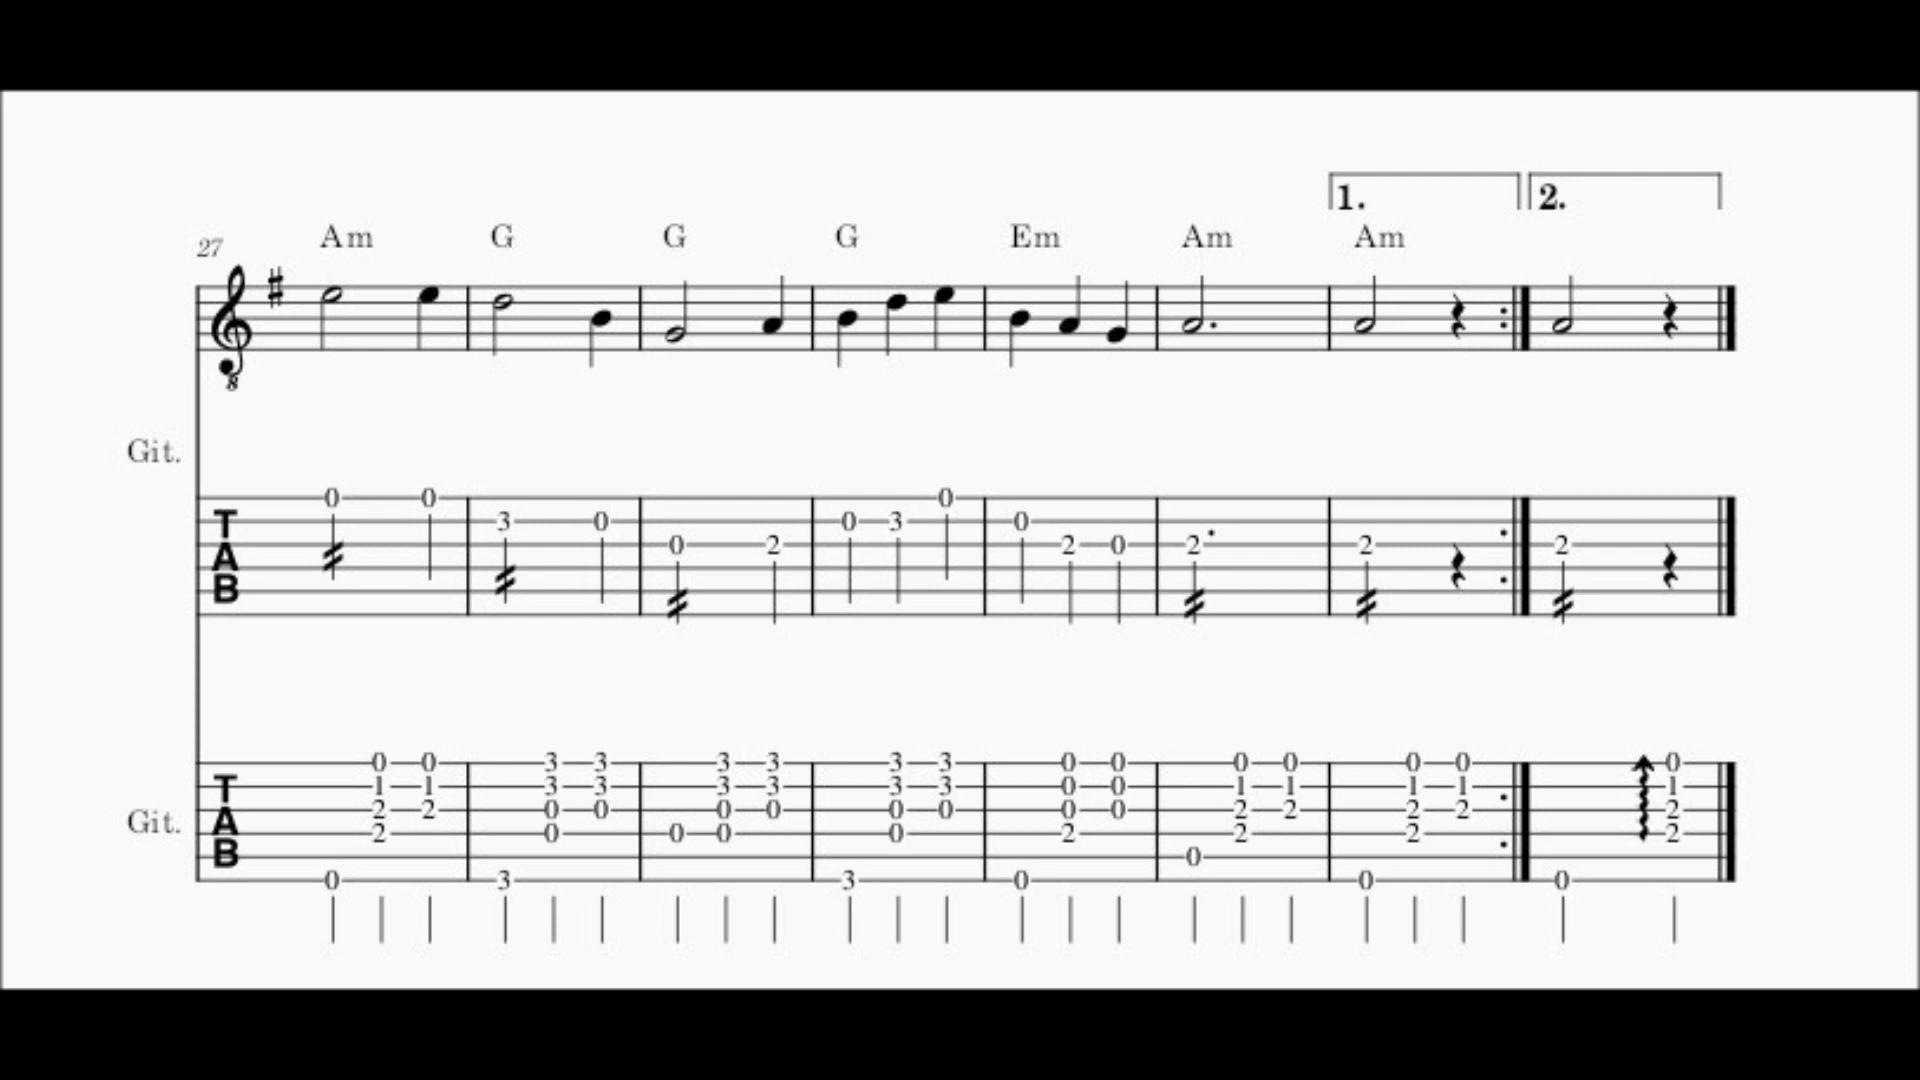 1. 2.
27 Am G G G Em Am Am
8
Git.
0 0 3 0 0 2 0 3 0 0 2 0 2 2 2
T
A
B
Git.
0 0 3 3 3 3 3 3 0 0 0 0 0 0 0
T 1 1 3 3 3 3 3 3 0 0 1 1 1 1 1
2 2 0 0 0 0 0 0 0 0 2 2 2 2 2
A 2 0 0 0 0 2 2 2 2
B 0
0 3 3 0 0 0